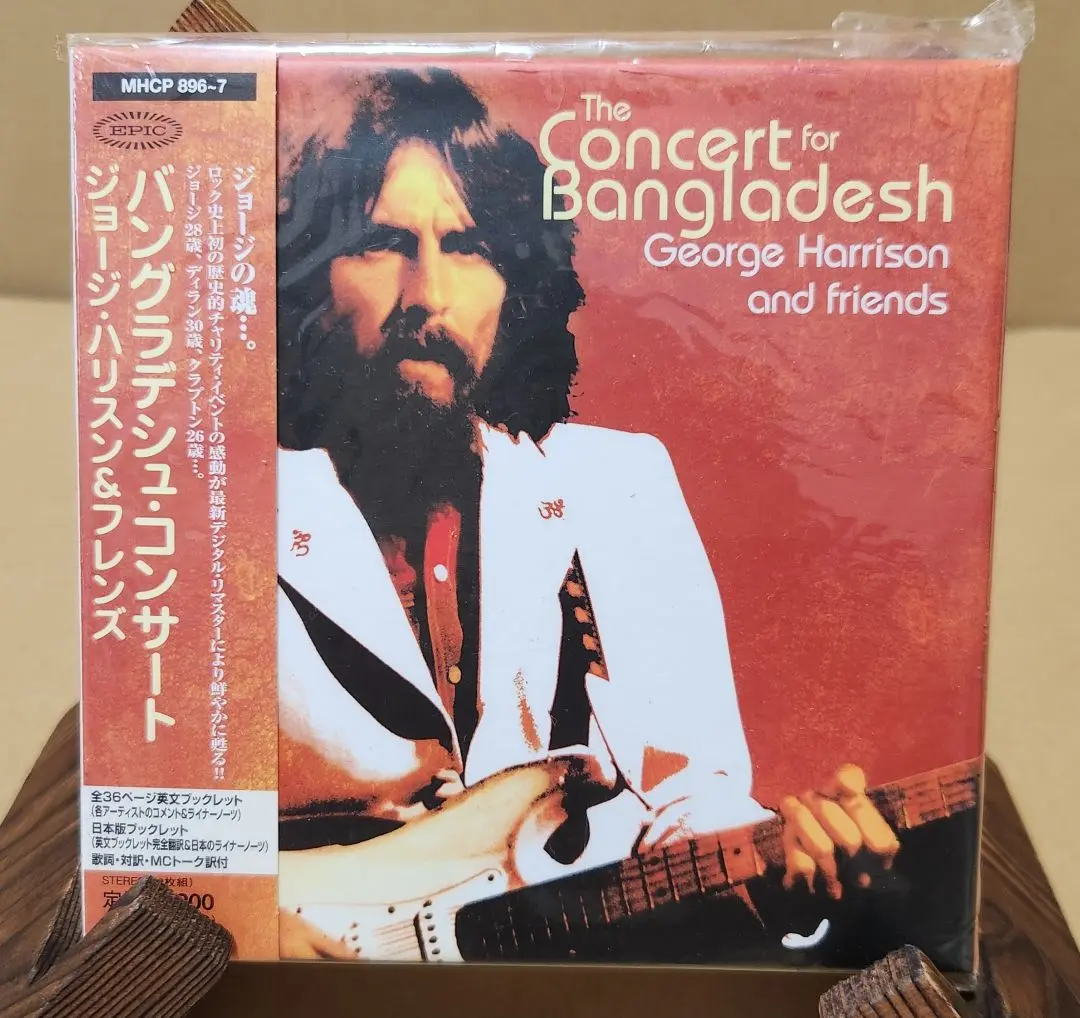 MHCP 896~7
EPIC
ジョージの魂…。
ロック史上初の歴史的チャリティ・イベントの感動が最新デジタル・リマスターにより鮮やかに甦る!!
ジョージ28歳、ディラン30歳、クラプトン26歳…。
バングラデシュ・コンサート
ジョージ・ハリスン&フレンズ
全36ページ英文ブックレット
(各アーティストのコメント&ライナーノーツ)
日本版ブックレット
(英文ブックレット完全翻訳&日本のライナーノーツ)
歌詞・対訳・MCトーク訳付
枚組)
定
The
Concert for
Bangladesh
George Harrison
and friends